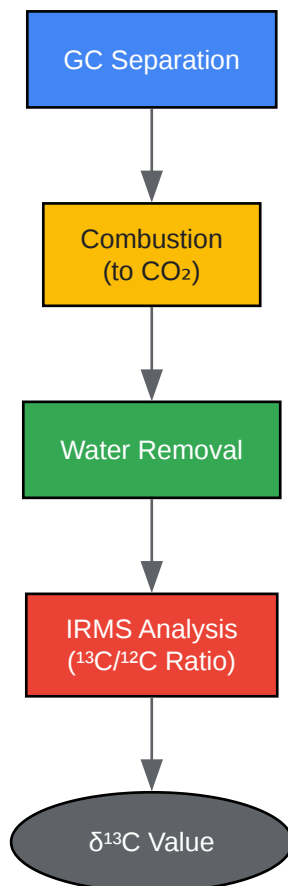 GC Separation
Combustion
(to CO₂)
Water Removal
IRMS Analysis
(¹³C/¹²C Ratio)
δ¹³C Value